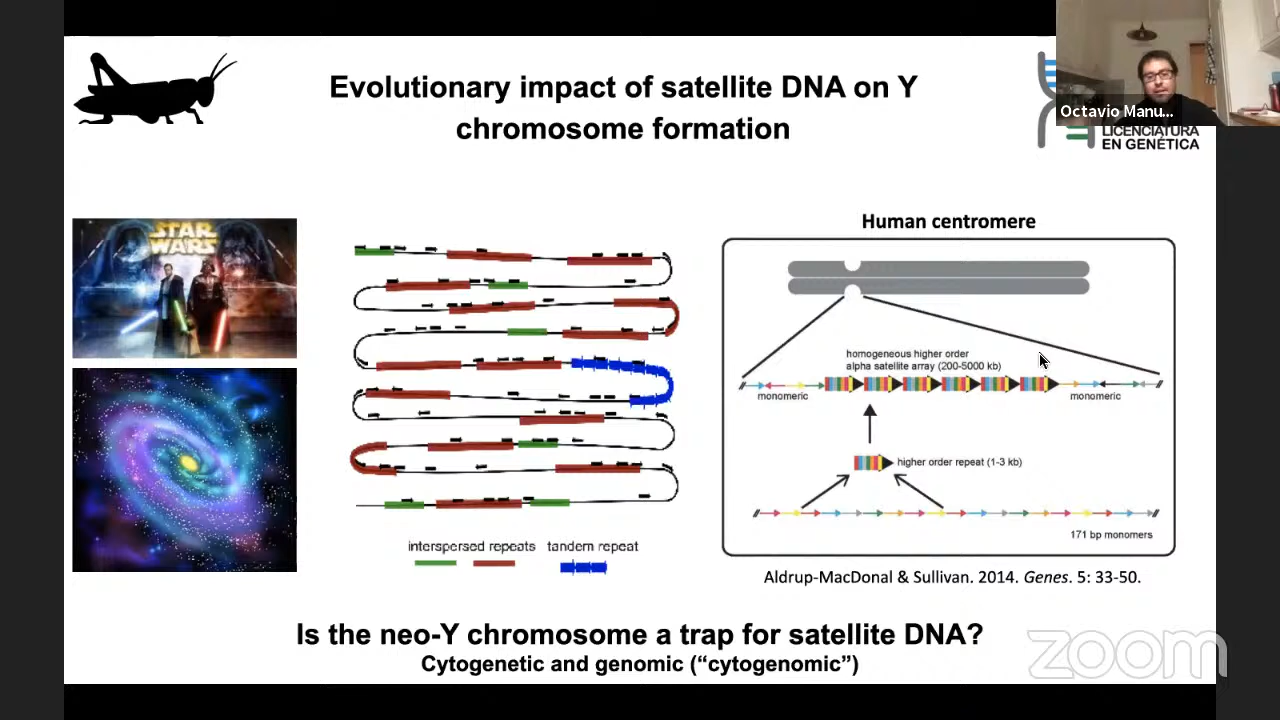 Evolutionary impact of satellite DNA on Y
chromosome formation
Octavio Manu...
LICENCIATURA
EN GENÉTICA
STAR
WARS
Human centromere
homogeneous higher order
alpha satellite array (200-5000 kb)
monomeric
monomeric
higher order repeat (1-3 kb)
171 bp monomers
interspersed repeats
tandem repeat
Aldrup-MacDonal & Sullivan. 2014. Genes. 5: 33-50.
Is the neo-Y chromosome a trap for satellite DNA?
Cytogenetic and genomic (“cytogenomic”)
zoom